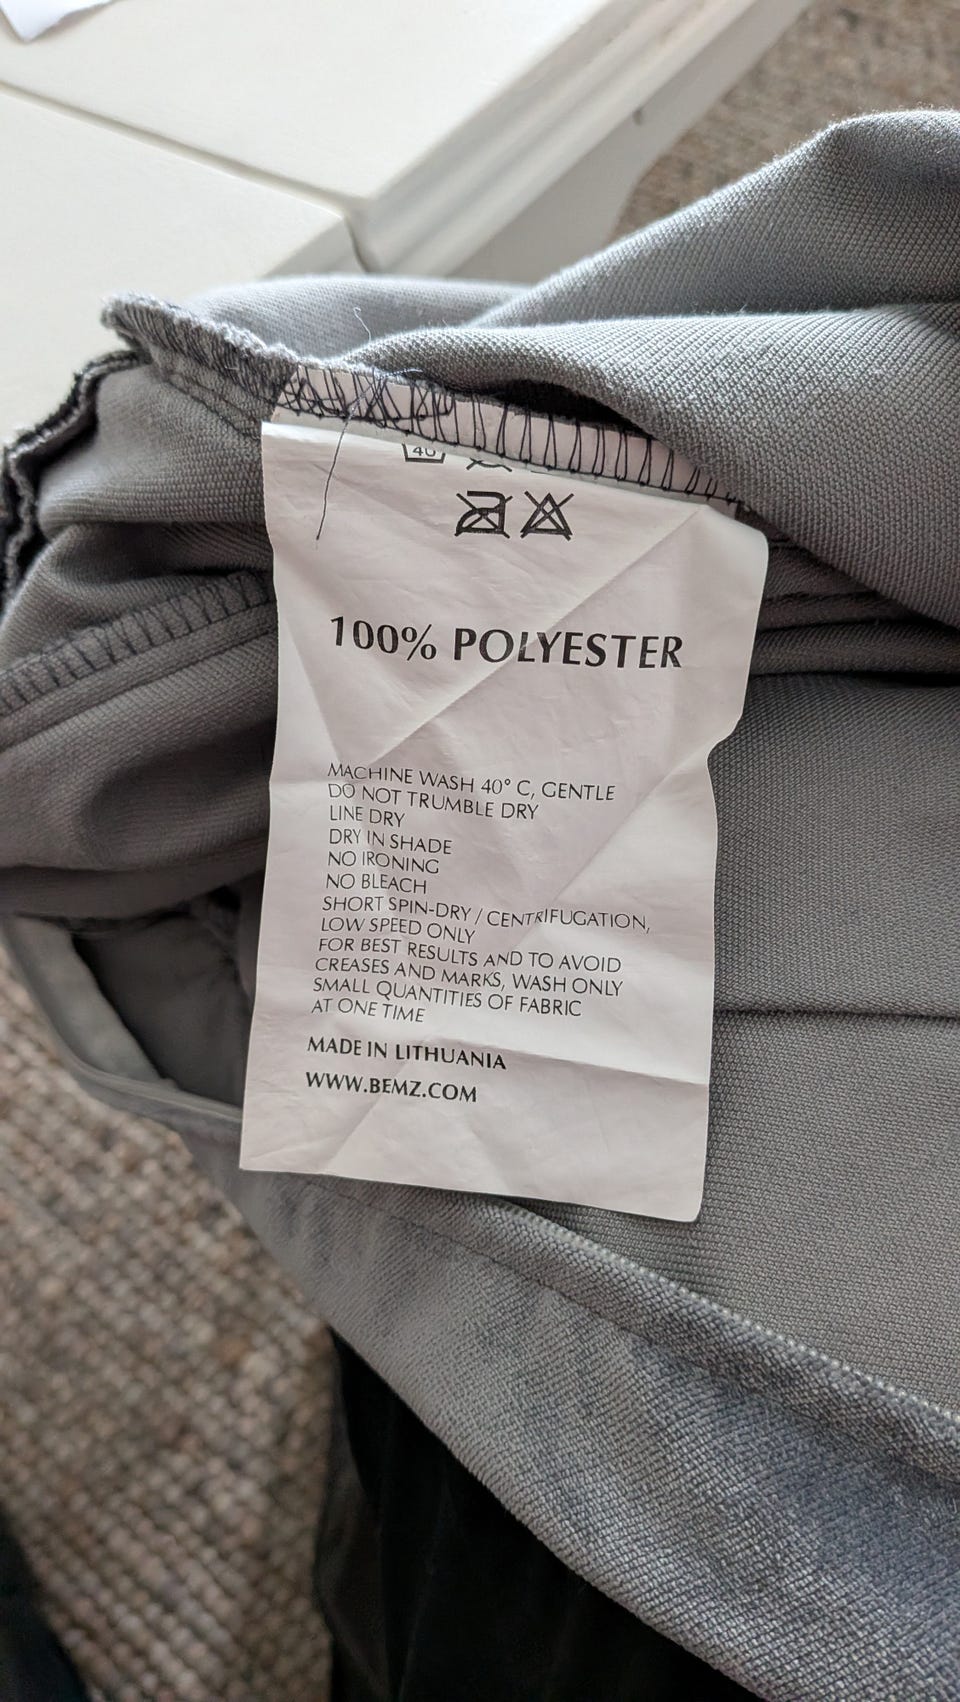 40
100% POLYESTER
MACHINE WASH 40° C, GENTLE
DO NOT TRUMBLE DRY
LINE DRY
DRY IN SHADE
NO IRONING
NO BLEACH
SHORT SPIN-DRY / CENTRIFUGATION,
LOW SPEED ONLY
FOR BEST RESULTS AND TO AVOID
CREASES AND MARKS, WASH ONLY
SMALL QUANTITIES OF FABRIC
AT ONE TIME
MADE IN LITHUANIA
WWW.BEMZ.COM